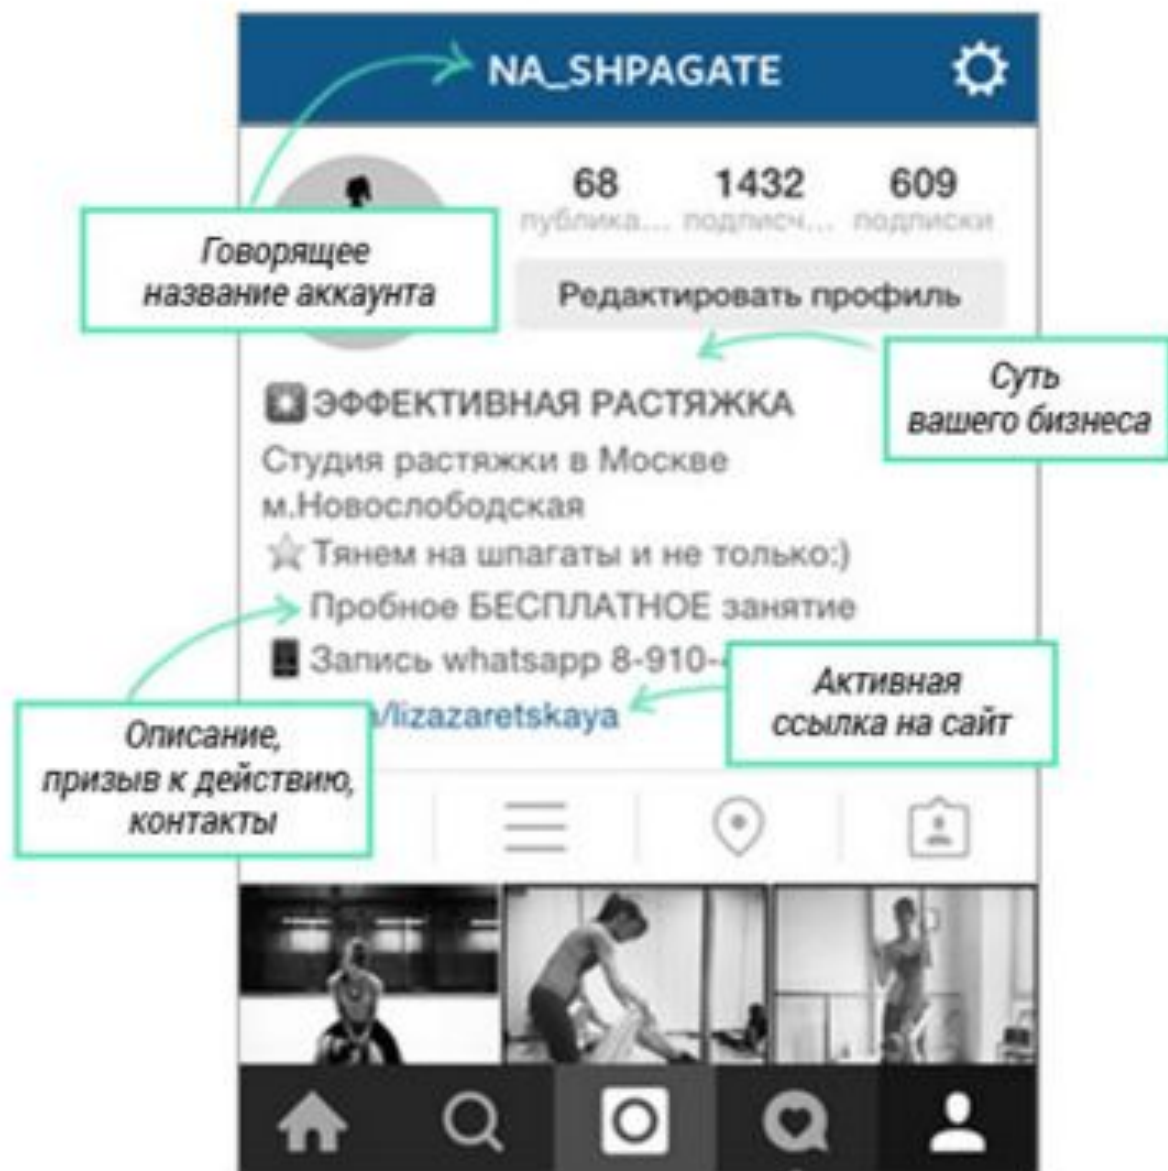 NA_SHPAGATE
68 1432 609
публика... подписч... подписки
Говорящее
название аккаунта
Редактировать профиль
Суть
вашего бизнеса
ЭФФЕКТИВНАЯ РАСТЯЖКА
Студия растяжки в Москве
м.Новослободская
Тянем на шпагаты и не только:)
Пробное БЕСПЛАТНОЕ занятие
Запись whatsapp 8-910-
Активная
ссылка на сайт
/lizazaretskaya
Описание,
призыв к действию,
контакты